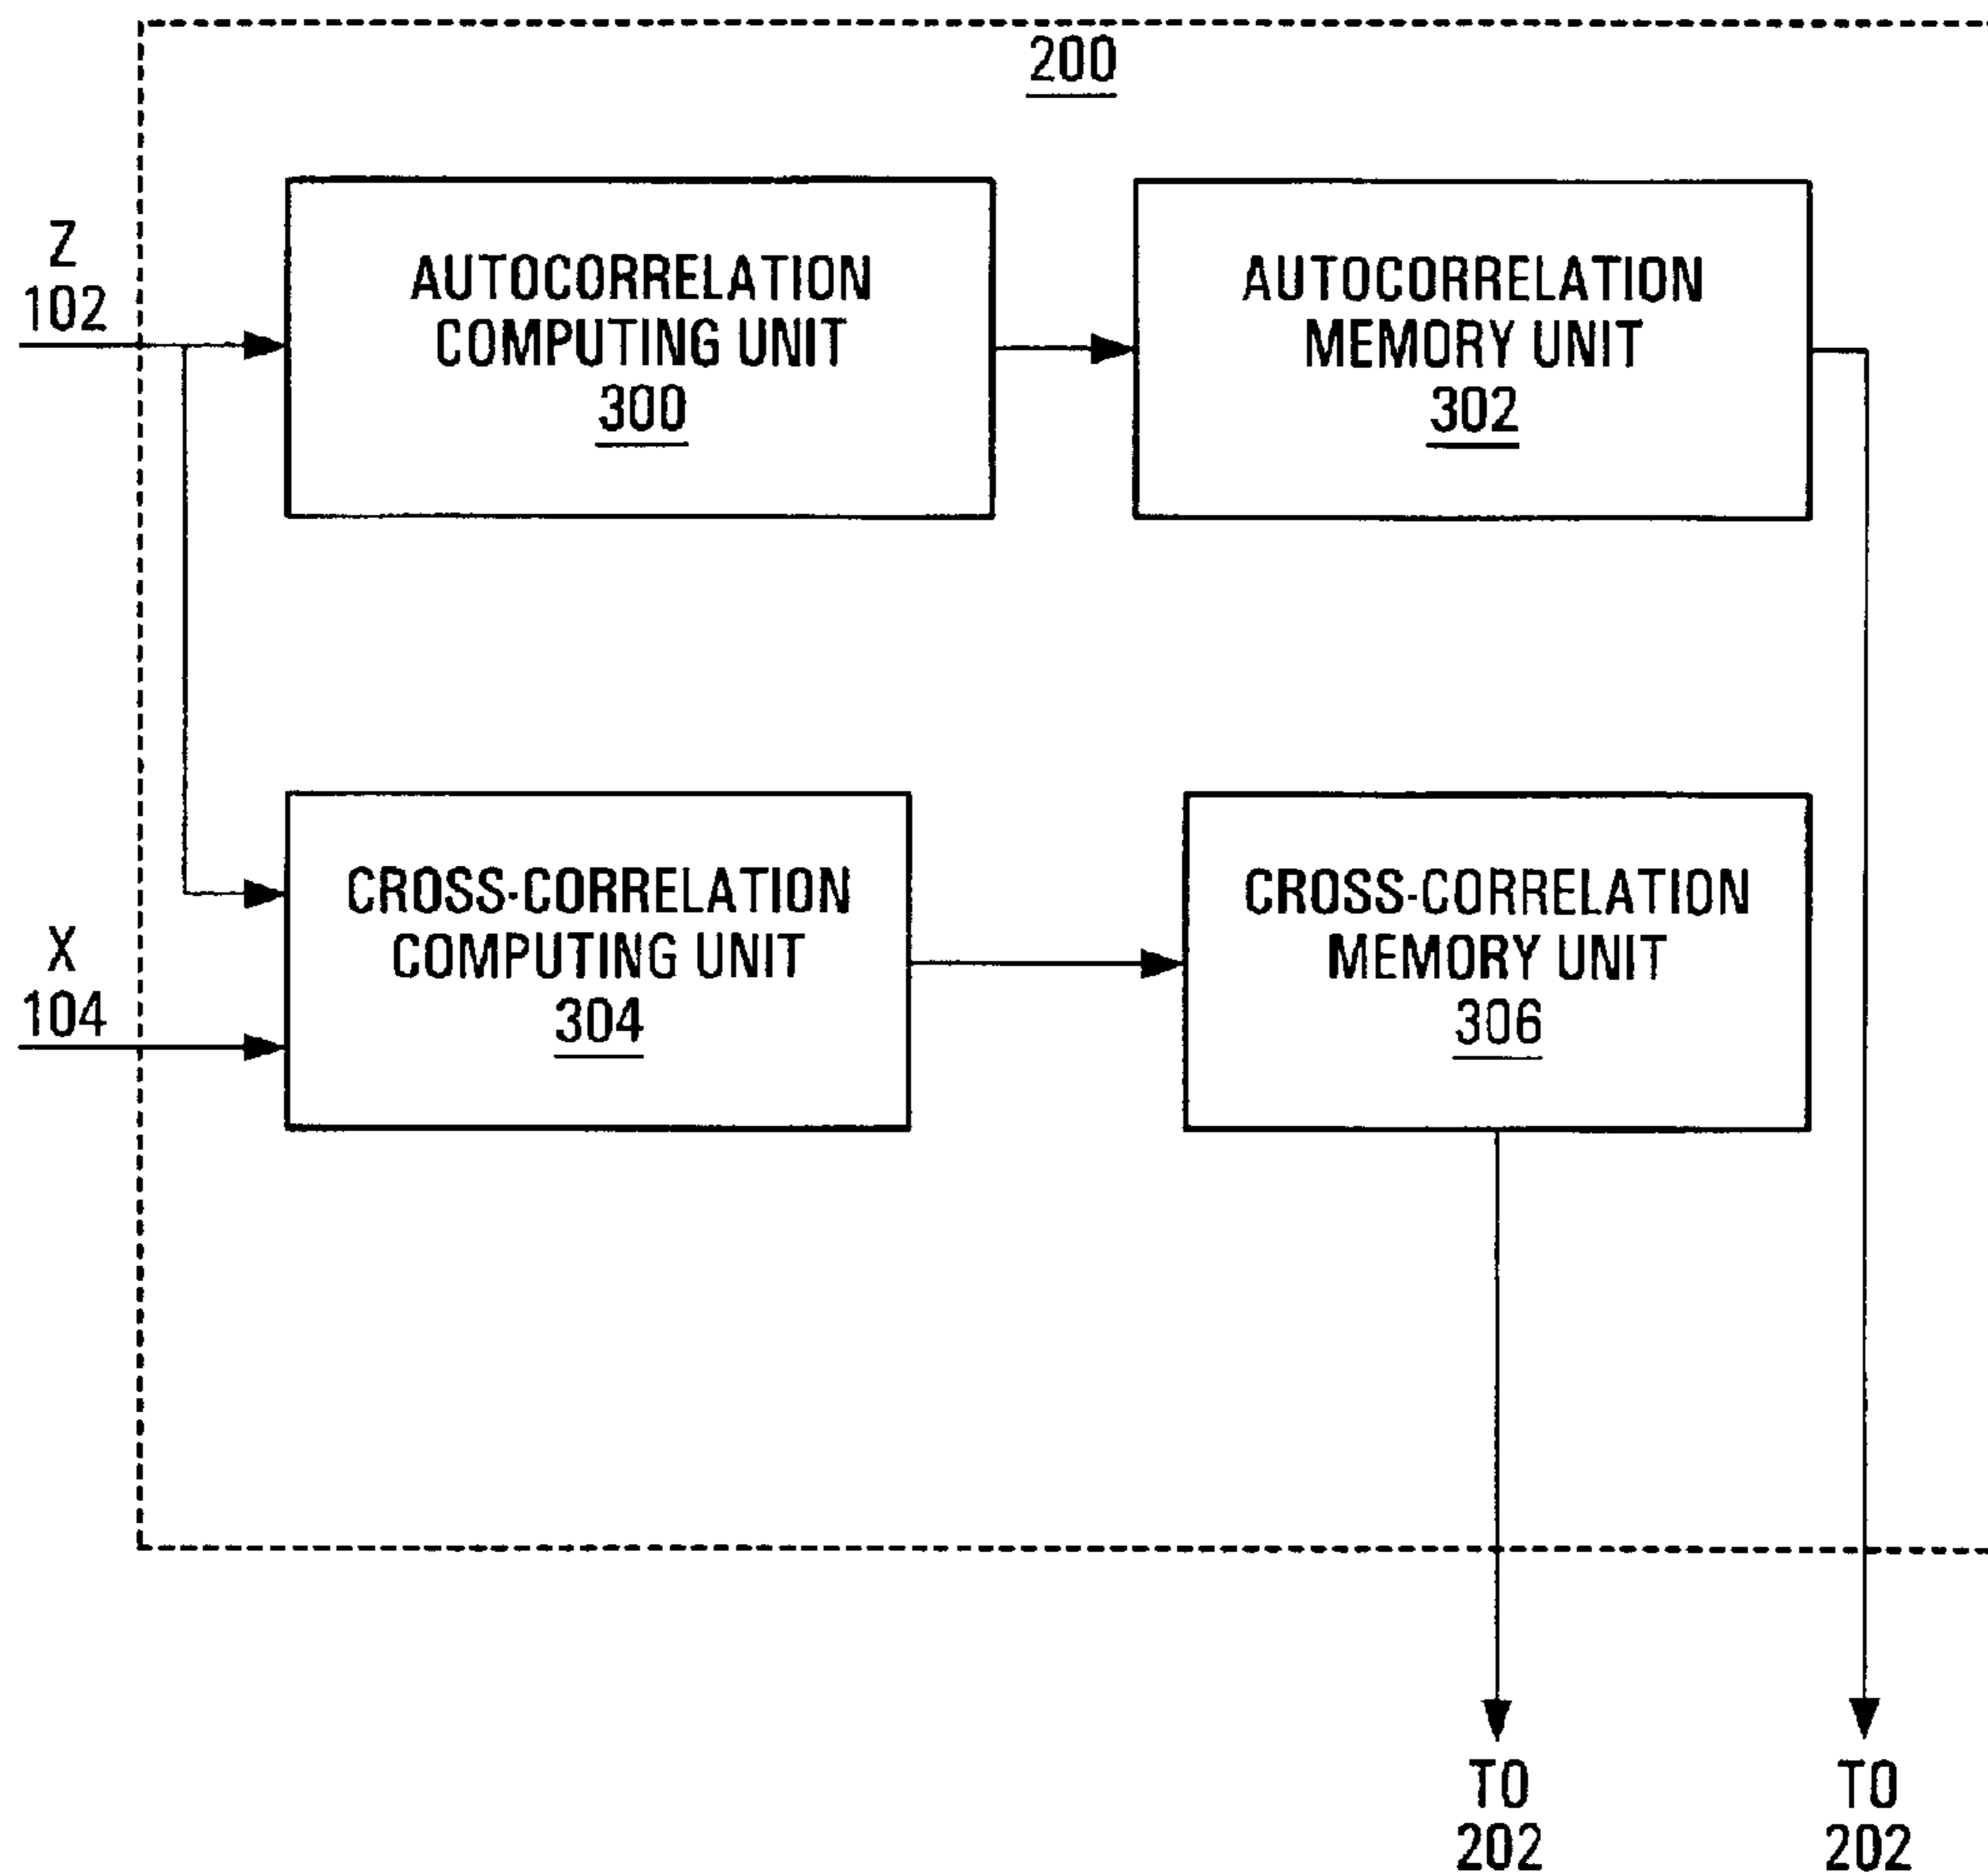 200
Z
102
AUTOCORRELATION
COMPUTING UNIT
300
AUTOCORRELATION
MEMORY UNIT
302
X
104
CROSS-CORRELATION
COMPUTING UNIT
304
CROSS-CORRELATION
MEMORY UNIT
306
TO
202
TO
202